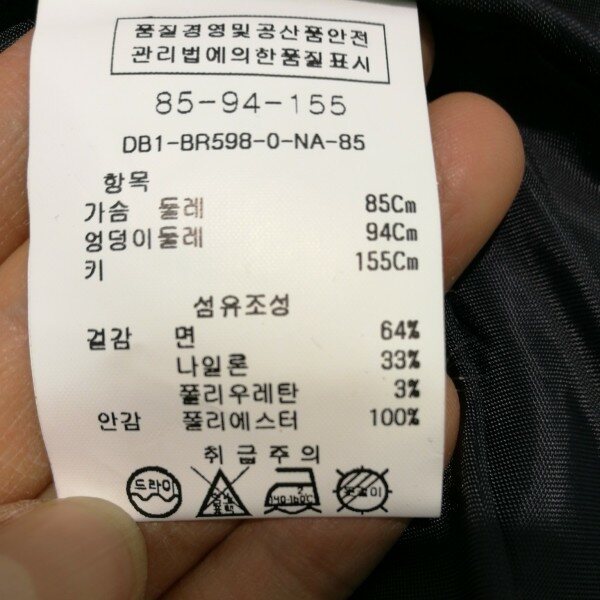 품질경영및공산품안전
관리법에의한품질표시
85-94-155
DB1-BR598-0-NA-85
항목
가슴 둘레 85Cm
엉덩이둘레 94Cm
키 155Cm
섬유조성
겉감 면 64%
나일론 33%
폴리우레탄 3%
안감 폴리에스터 100%
취급주의
드라이 140-160℃